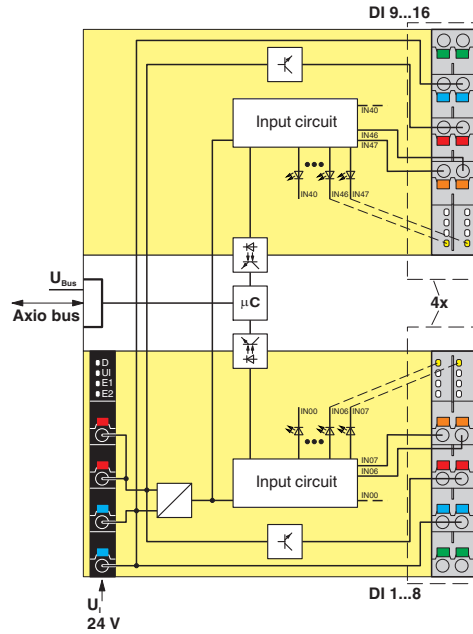 DI 9...16
Input circuit
IN40
IN46
IN47
IN40
IN46
IN47
U Bus
Axio bus
µC
4x
D
UI
E1
E2
IN00
IN06
IN07
Input circuit
IN07
IN06
IN00
DI 1...8
U I
24 V